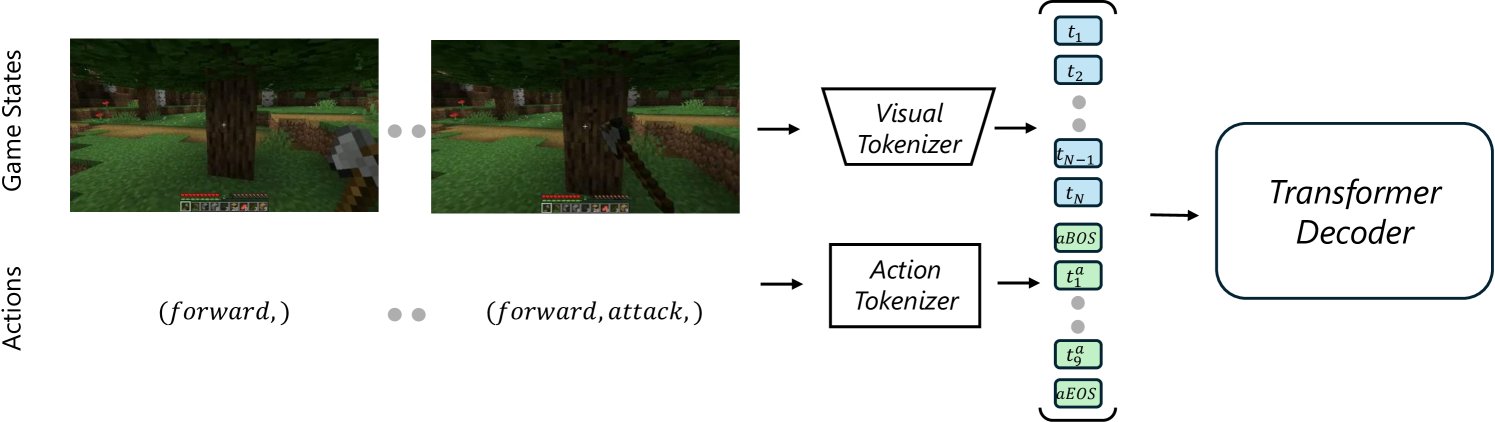 Game States
Visual
Tokenizer
t_1
t_2
t_{N-1}
t_N
Transformer
Decoder
Actions
(forward,)
(forward, attack,)
Action
Tokenizer
aBOS
t_1^a
t_9^a
aEOS